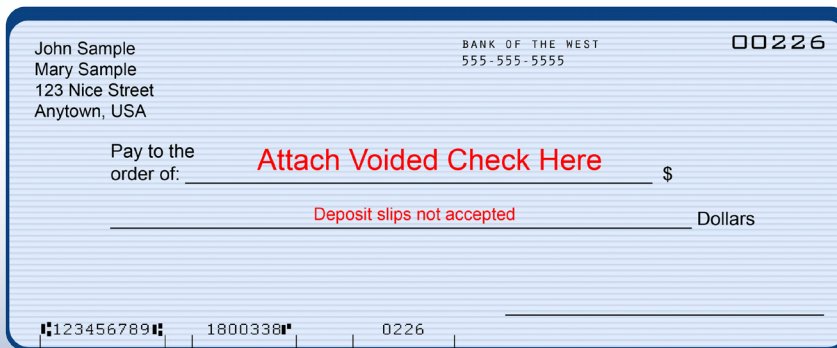 John Sample
Mary Sample
123 Nice Street
Anytown, USA
BANK OF THE WEST
555-555-5555
00226
Pay to the
order of: Attach Voided Check Here $
Deposit slips not accepted Dollars
⑆123456789⑆ 1800338⑈ 0226